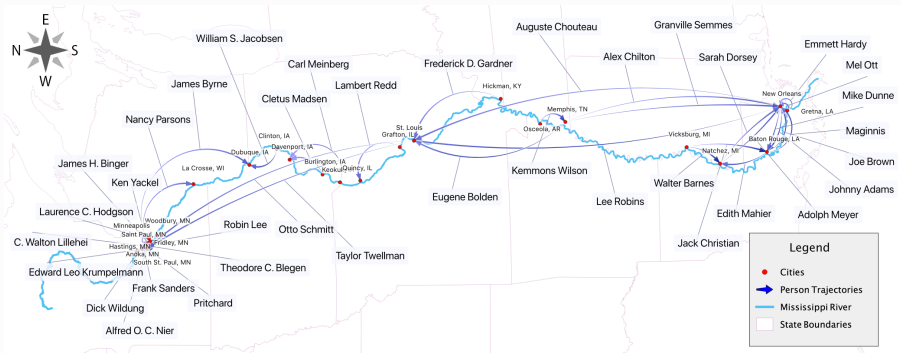 E
N
S
W
William S. Jacobsen
Auguste Chouteau
Granville Semmes
Emmett Hardy
Carl Meinberg
Frederick D. Gardner
Alex Chilton
Sarah Dorsey
Mel Ott
James Byrne
Lambert Redd
Cletus Madsen
Hickman, KY
New Orleans
Mike Dunne
Nancy Parsons
Memphis, TN
Gretna, LA
Clinton, IA
St. Louis
Grafton, IL
Osceola, AR
Vicksburg, MI
Baton Rouge, LA
Maginnis
Davenport, IA
Dubuque, IA
Natchez, MI
James H. Binger
La Crosse, WI
Burlington, IA
Keokuk, IA
Quincy, IL
Joe Brown
Ken Yackel
Kemmons Wilson
Walter Barnes
Johnny Adams
Eugene Bolden
Lee Robins
Edith Mahier
Adolph Meyer
Laurence C. Hodgson
Woodbury, MN
Minneapolis
Saint Paul, MN
Robin Lee
Otto Schmitt
Jack Christian
C. Walton Lillehei
Fridley, MN
Hastings, MN
Anoka, MN
South St. Paul, MN
Taylor Twellman
Edward Leo Krumpelmann
Theodore C. Blegen
Frank Sanders
Pritchard
Dick Wildung
Alfred O. C. Nier
Legend
Cities
Person Trajectories
Mississippi River
State Boundaries